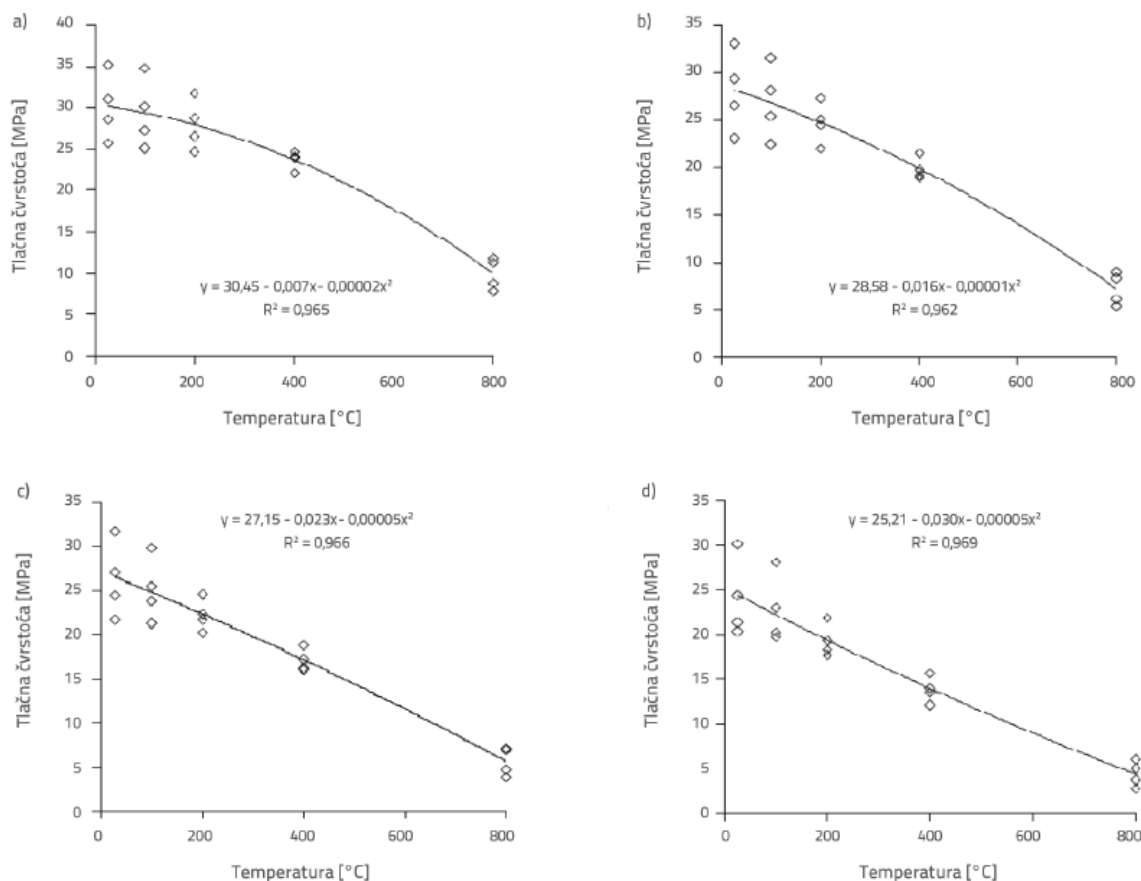 a)
40
35
30
25
20
15
10
5
0
Tlačna čvrstoća [MPa]
y = 30,45 - 0,007x- 0,00002x²
R² = 0,965
0 200 400 600 800
Temperatura [°C]
b)
35
30
25
20
15
10
5
0
Tlačna čvrstoća [MPa]
y = 28,58 - 0,016x- 0,00001x²
R² = 0,962
0 200 400 600 800
Temperatura [°C]
c)
35
30
25
20
15
10
5
0
Tlačna čvrstoća [MPa]
y = 27,15 - 0,023x- 0,00005x²
R² = 0,966
0 200 400 600 800
Temperatura [°C]
d)
35
30
25
20
15
10
5
0
Tlačna čvrstoća [MPa]
y = 25,21 - 0,030x- 0,00005x²
R² = 0,969
0 200 400 600 800
Temperatura [°C]